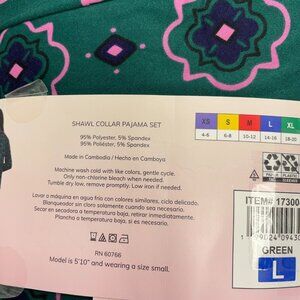 SHAWL COLLAR PAJAMA SET
95% Polyester, 5% Spandex
95% Poliéster, 5% Spandex
Made in Cambodia / Hecho en Camboya
Machine wash cold with like colors, gentle cycle.
Only non-chlorine bleach when needed.
Tumble dry low, remove promptly. Low iron if needed.
Lavar a máquina en agua frío con colores similares, ciclo delicado.
Blanqueador sin cloro solamente cuando sea necesario.
Secar en secadora a temperatura baja, retirar inmediatamente.
Plancha a temperatura baja, si es necesario.
RN 60766
Model is 5'10" and wearing a size small.
XS S M L XL
4-6 6-8 10-12 14-16 18-20
ITEM# 17300
GREEN
L